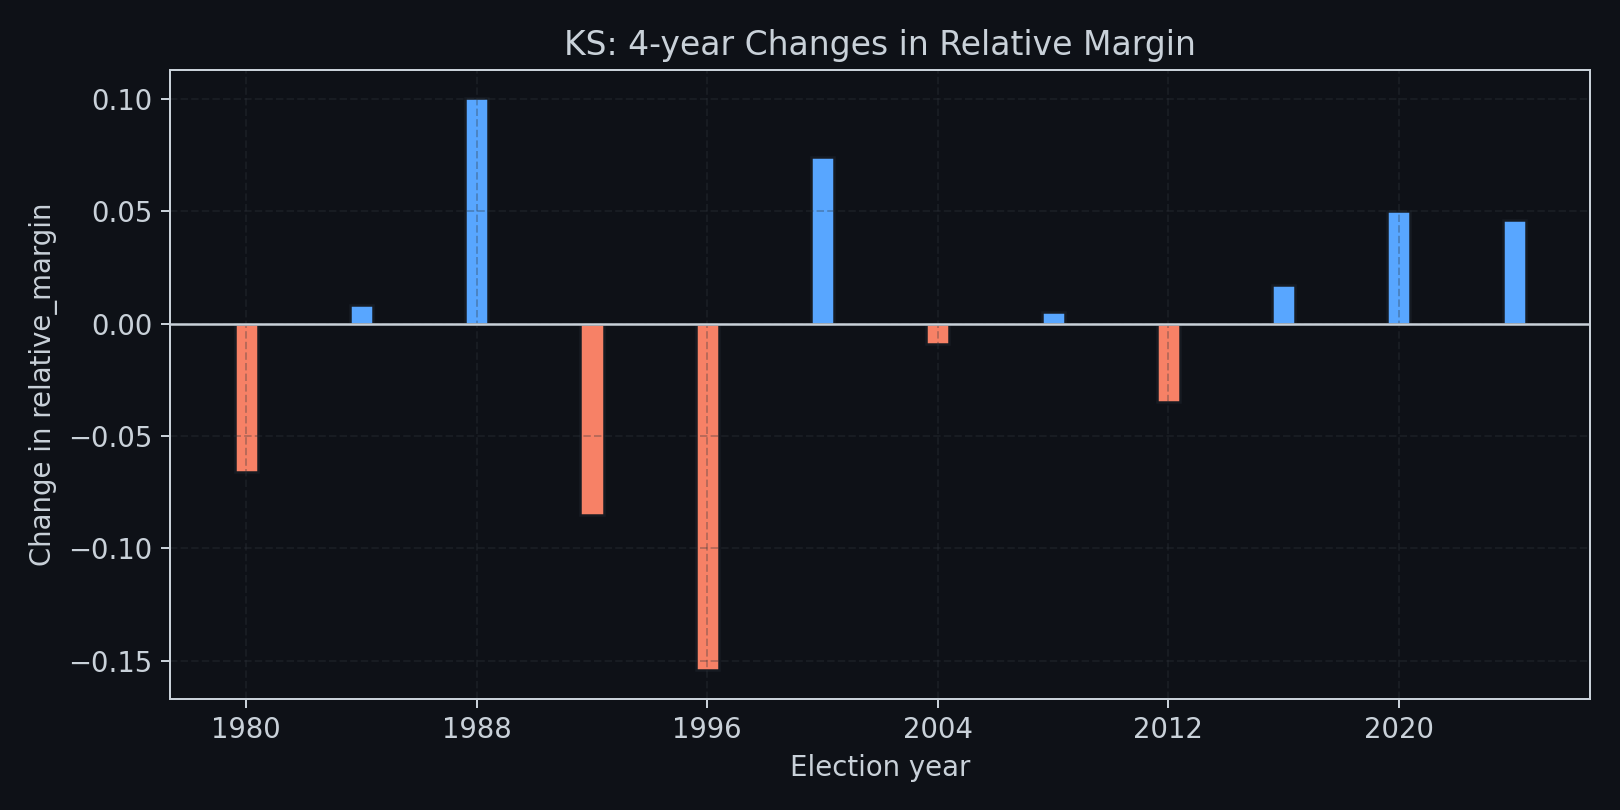 KS: 4-year Changes in Relative Margin
Change in relative_margin
0.10
0.05
0.00
−0.05
−0.10
−0.15
1980 1988 1996 2004 2012 2020
Election year